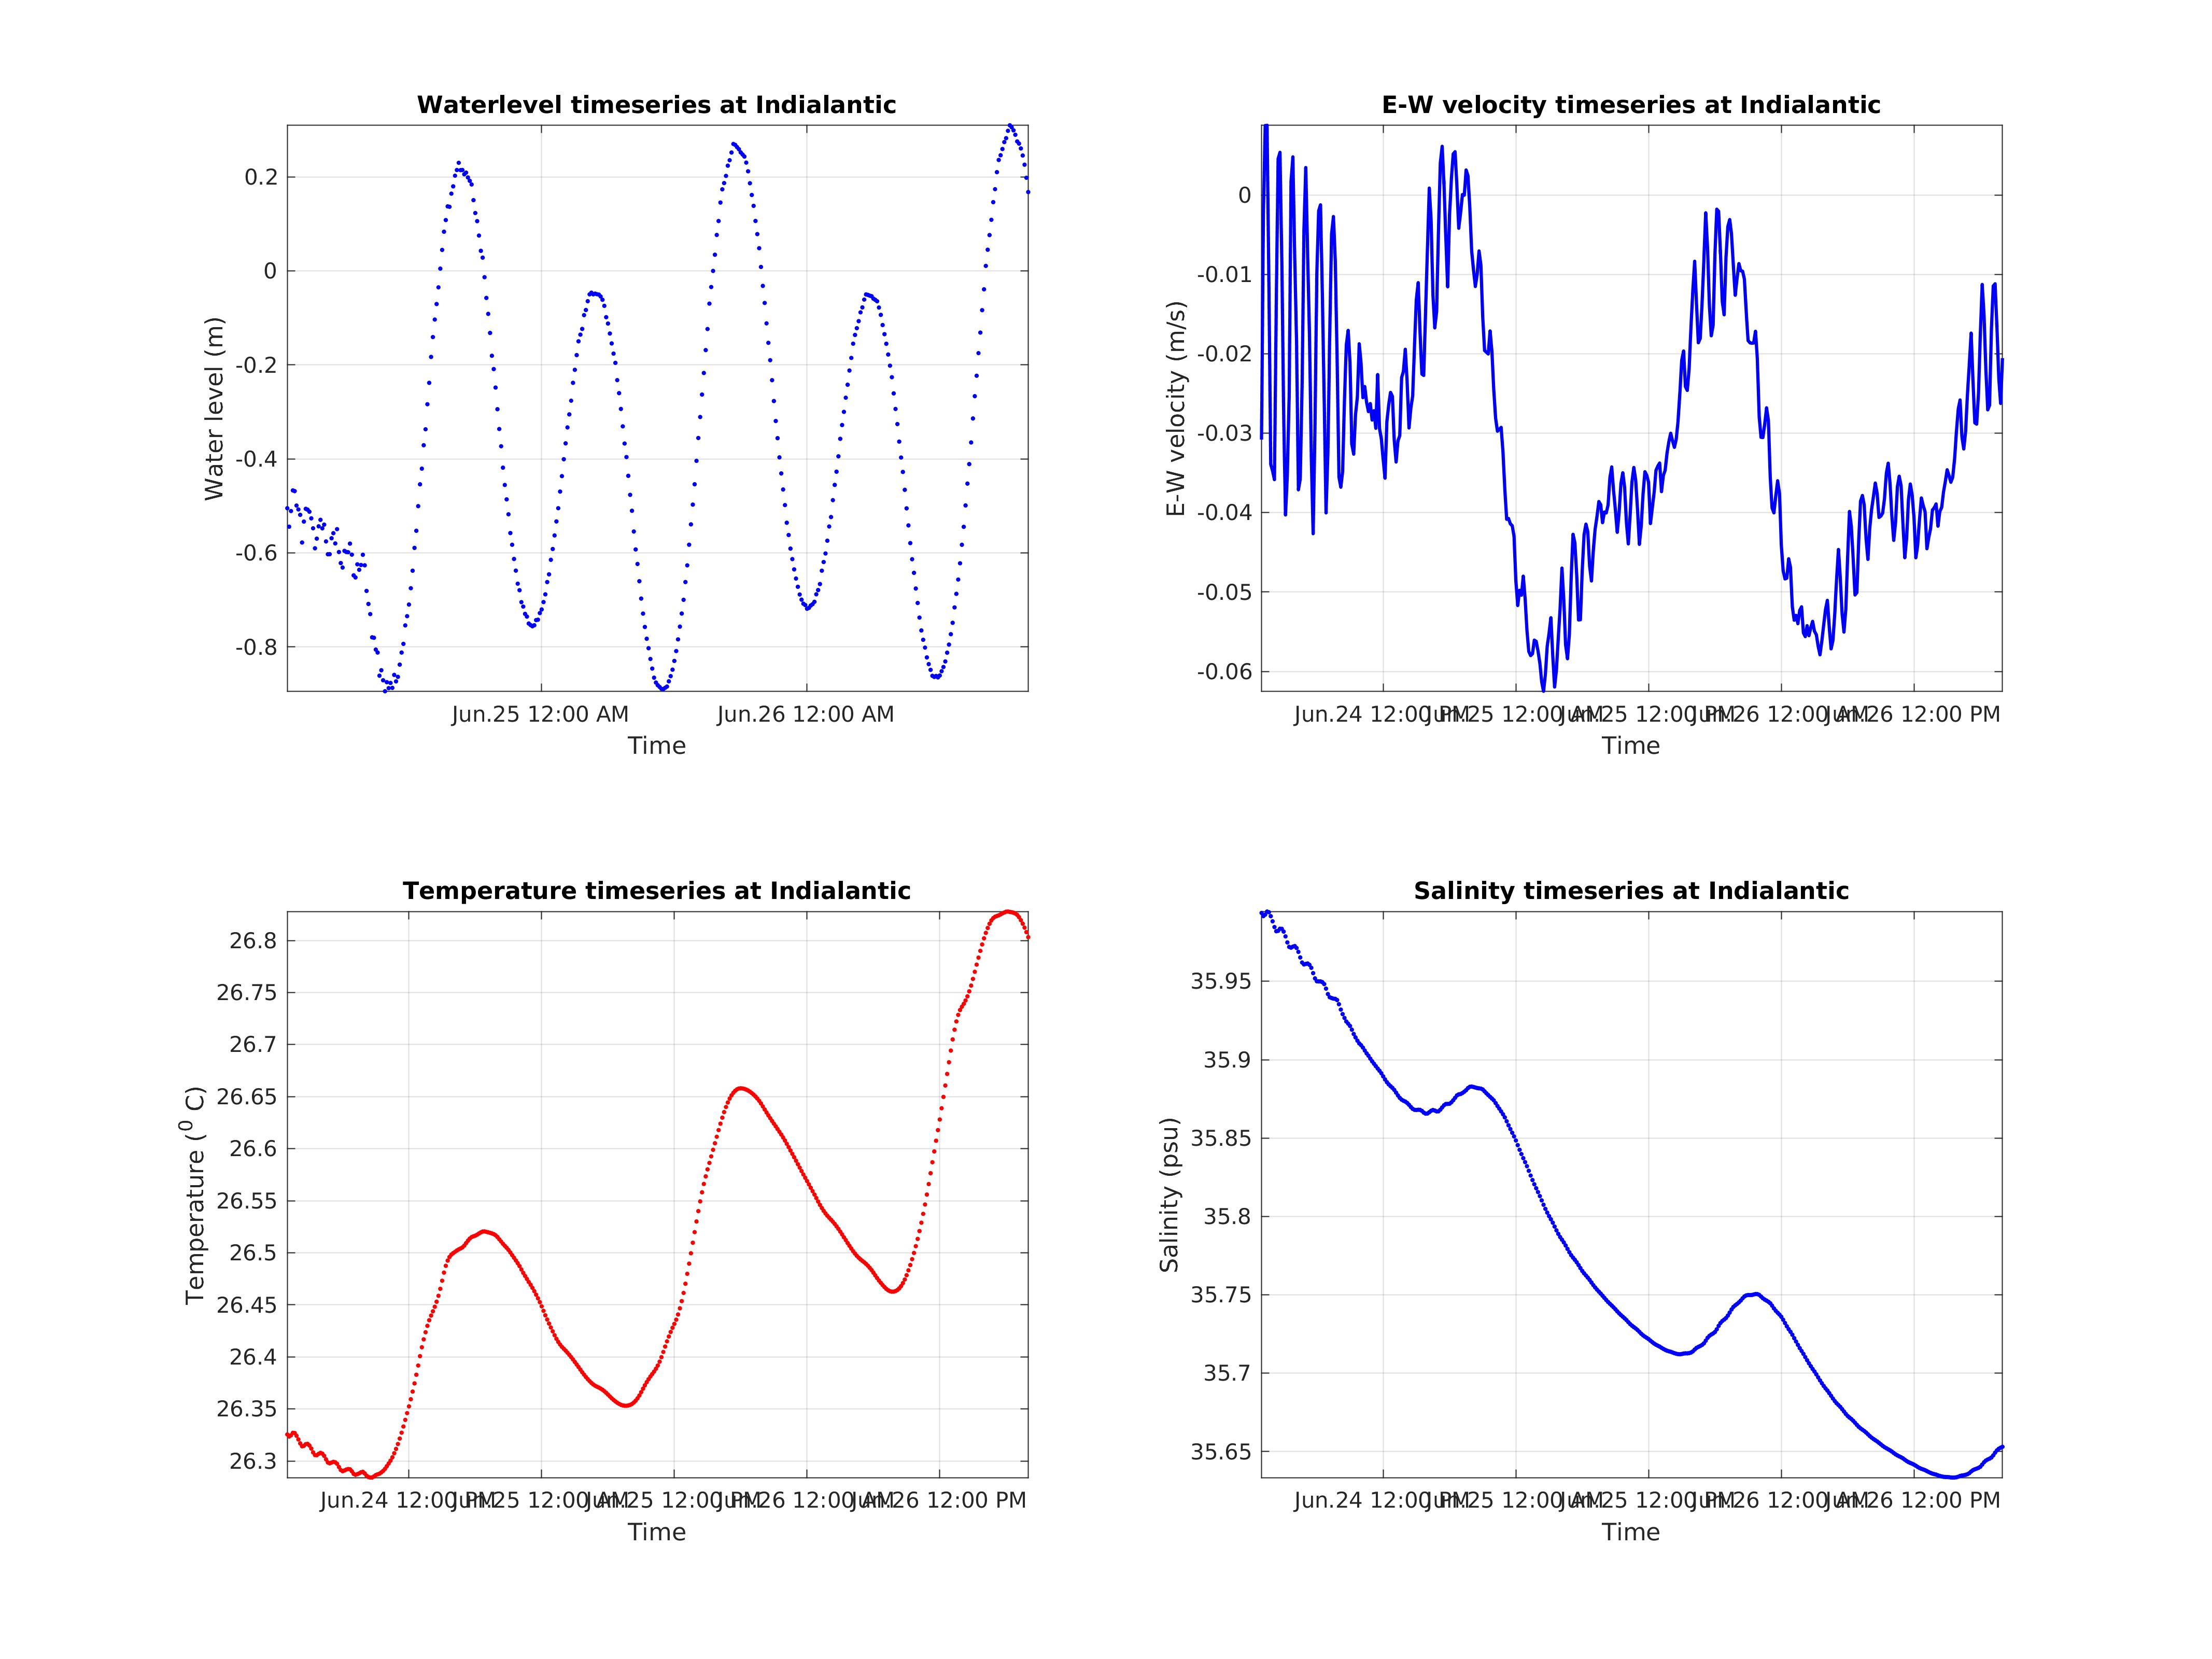 Waterlevel timeseries at Indialantic
0.2
0
-0.2
-0.4
-0.6
-0.8
Water level (m)
Jun.25 12:00 AM
Jun.26 12:00 AM
Time
E-W velocity timeseries at Indialantic
0
-0.01
-0.02
-0.03
-0.04
-0.05
-0.06
E-W velocity (m/s)
Jun.24 12:00 PM
Jun.25 12:00 AM
Jun.25 12:00 PM
Jun.26 12:00 AM
Jun.26 12:00 PM
Time
Temperature timeseries at Indialantic
26.8
26.75
26.7
26.65
26.6
26.55
26.5
26.45
26.4
26.35
26.3
Temperature (⁰ C)
Jun.24 12:00 PM
Jun.25 12:00 AM
Jun.25 12:00 PM
Jun.26 12:00 AM
Jun.26 12:00 PM
Time
Salinity timeseries at Indialantic
35.95
35.9
35.85
35.8
35.75
35.7
35.65
Salinity (psu)
Jun.24 12:00 PM
Jun.25 12:00 AM
Jun.25 12:00 PM
Jun.26 12:00 AM
Jun.26 12:00 PM
Time